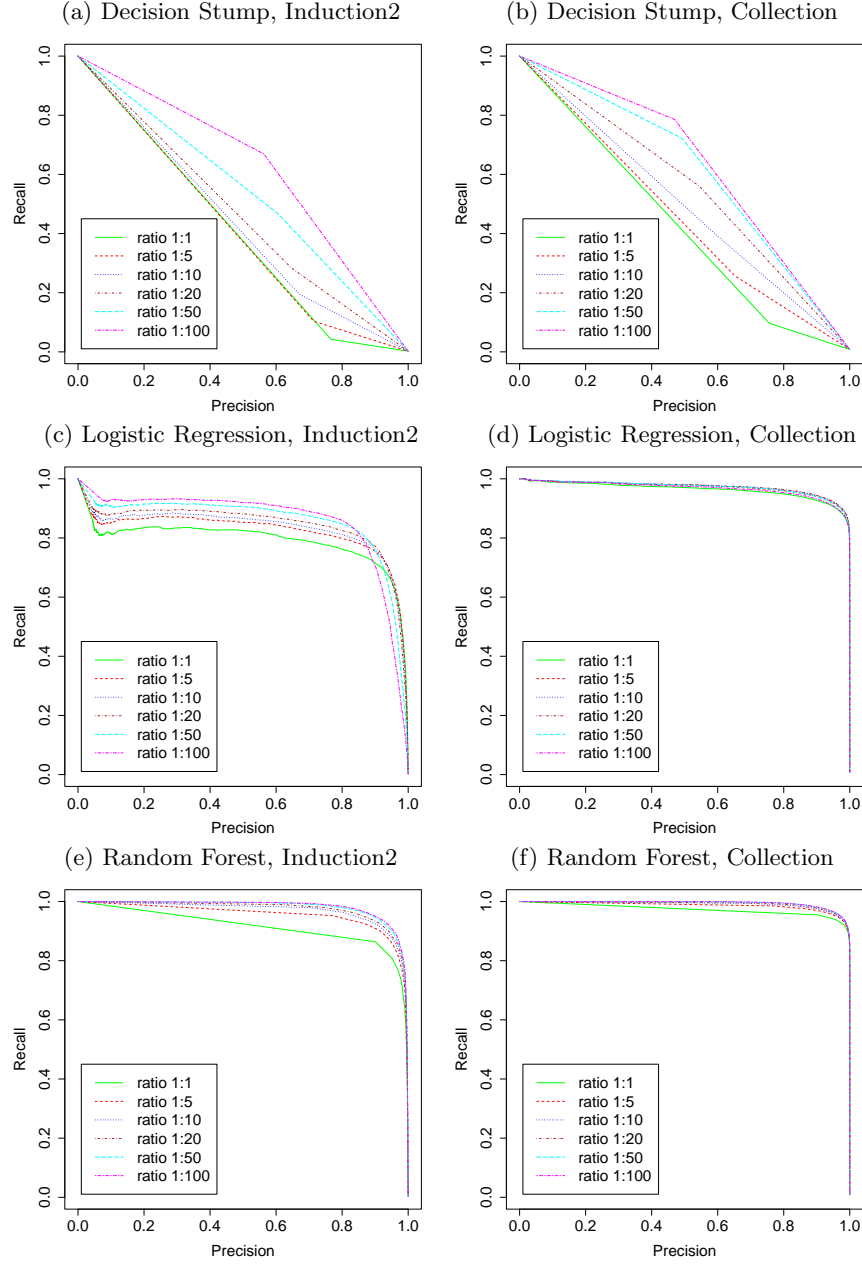 (a) Decision Stump, Induction2
1.0
0.8
0.6
0.4
0.2
0.0
Recall
ratio 1:1
ratio 1:5
ratio 1:10
ratio 1:20
ratio 1:50
ratio 1:100
0.0 0.2 0.4 0.6 0.8 1.0
Precision
(b) Decision Stump, Collection
1.0
0.8
0.6
0.4
0.2
0.0
Recall
ratio 1:1
ratio 1:5
ratio 1:10
ratio 1:20
ratio 1:50
ratio 1:100
0.0 0.2 0.4 0.6 0.8 1.0
Precision
(c) Logistic Regression, Induction2
1.0
0.8
0.6
0.4
0.2
0.0
Recall
ratio 1:1
ratio 1:5
ratio 1:10
ratio 1:20
ratio 1:50
ratio 1:100
0.0 0.2 0.4 0.6 0.8 1.0
Precision
(d) Logistic Regression, Collection
1.0
0.8
0.6
0.4
0.2
0.0
Recall
ratio 1:1
ratio 1:5
ratio 1:10
ratio 1:20
ratio 1:50
ratio 1:100
0.0 0.2 0.4 0.6 0.8 1.0
Precision
(e) Random Forest, Induction2
1.0
0.8
0.6
0.4
0.2
0.0
Recall
ratio 1:1
ratio 1:5
ratio 1:10
ratio 1:20
ratio 1:50
ratio 1:100
0.0 0.2 0.4 0.6 0.8 1.0
Precision
(f) Random Forest, Collection
1.0
0.8
0.6
0.4
0.2
0.0
Recall
ratio 1:1
ratio 1:5
ratio 1:10
ratio 1:20
ratio 1:50
ratio 1:100
0.0 0.2 0.4 0.6 0.8 1.0
Precision